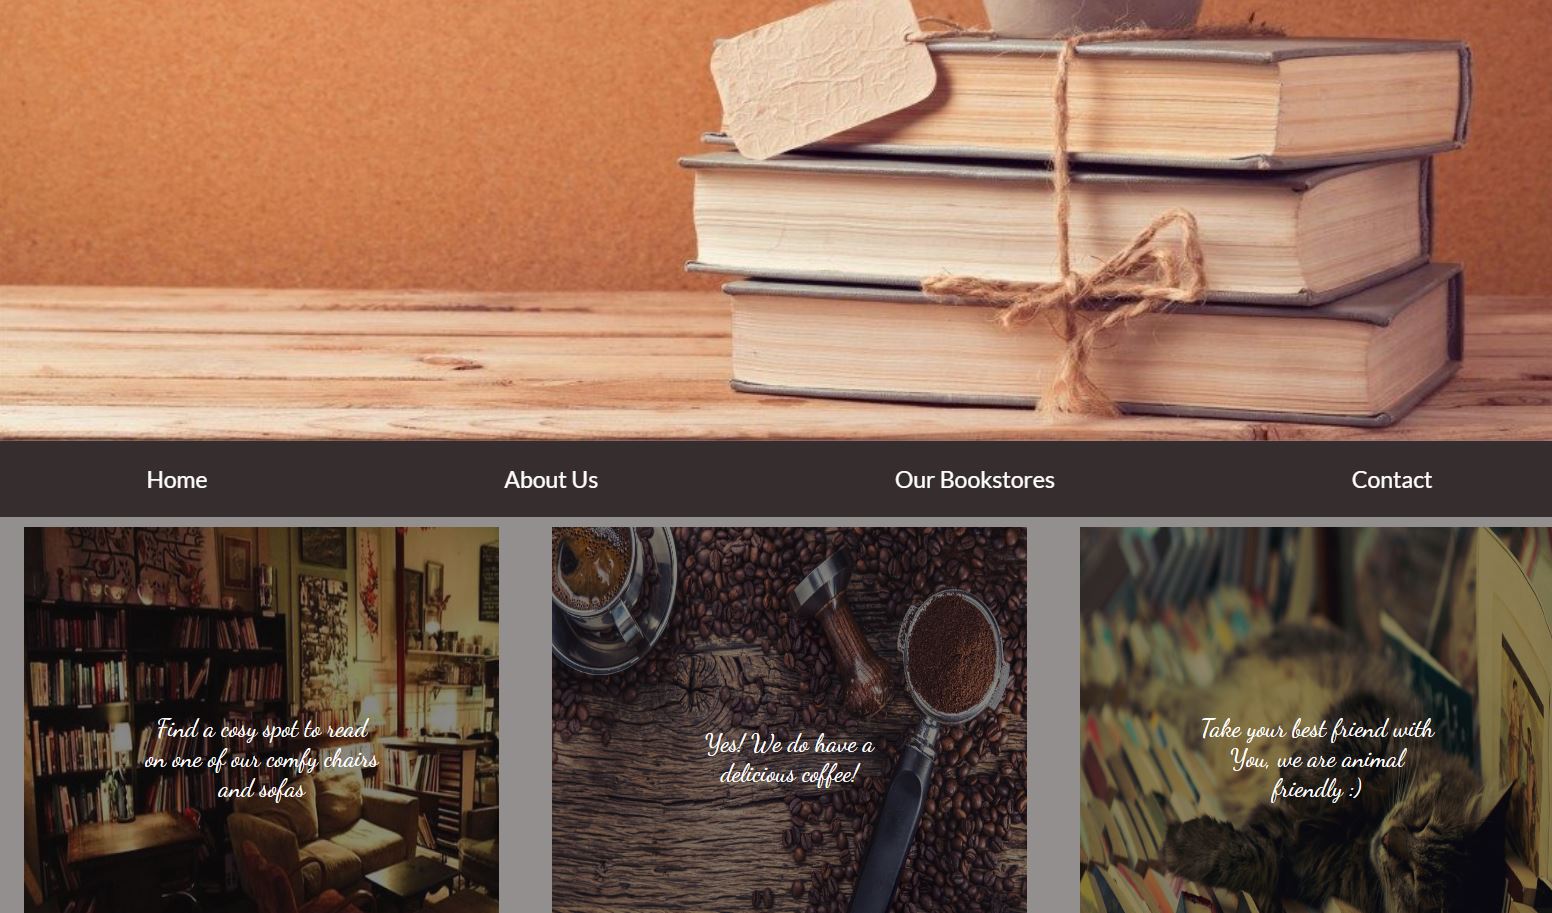 Home
About Us
Our Bookstores
Contact
Find a cosy spot to read
on one of our comfy chairs
and sofas
Yes! We do have a
delicious coffee!
Take your best friend with
You, we are animal
friendly :)